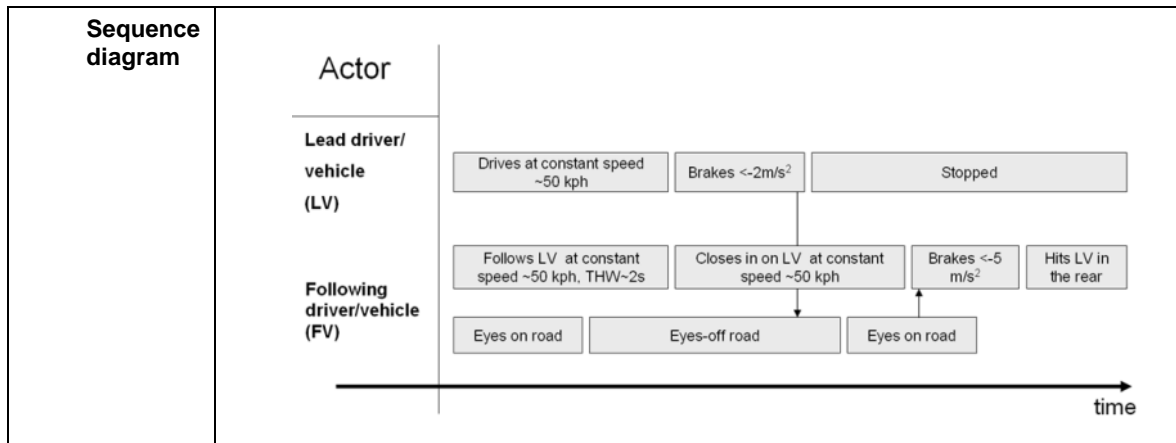 Sequence
diagram
Actor
Lead driver/
vehicle
(LV)
Drives at constant speed
~50 kph
Brakes <-2m/s²
Stopped
Following
driver/vehicle
(FV)
Follows LV at constant
speed ~50 kph, THW~2s
Closes in on LV at constant
speed ~50 kph
Brakes <-5
m/s²
Hits LV in
the rear
Eyes on road
Eyes-off road
Eyes on road
time